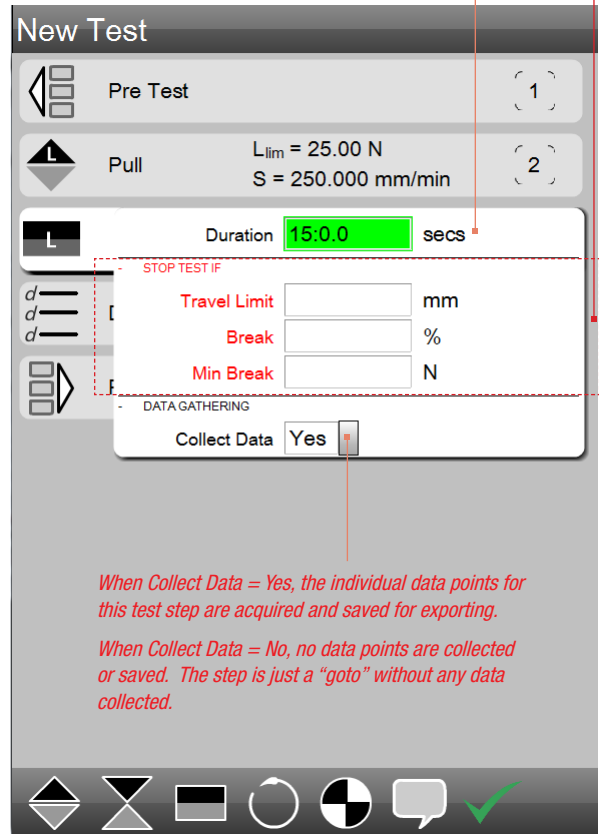 New Test
Pre Test
1
L
Pull
Llim = 25.00 N
S = 250.000 mm/min
2
L
Duration 15:0.0 secs
- STOP TEST IF
Travel Limit mm
Break %
Min Break N
d
d
d
- DATA GATHERING
Collect Data Yes
When Collect Data = Yes, the individual data points for
this test step are acquired and saved for exporting.
When Collect Data = No, no data points are collected
or saved. The step is just a “goto” without any data
collected.